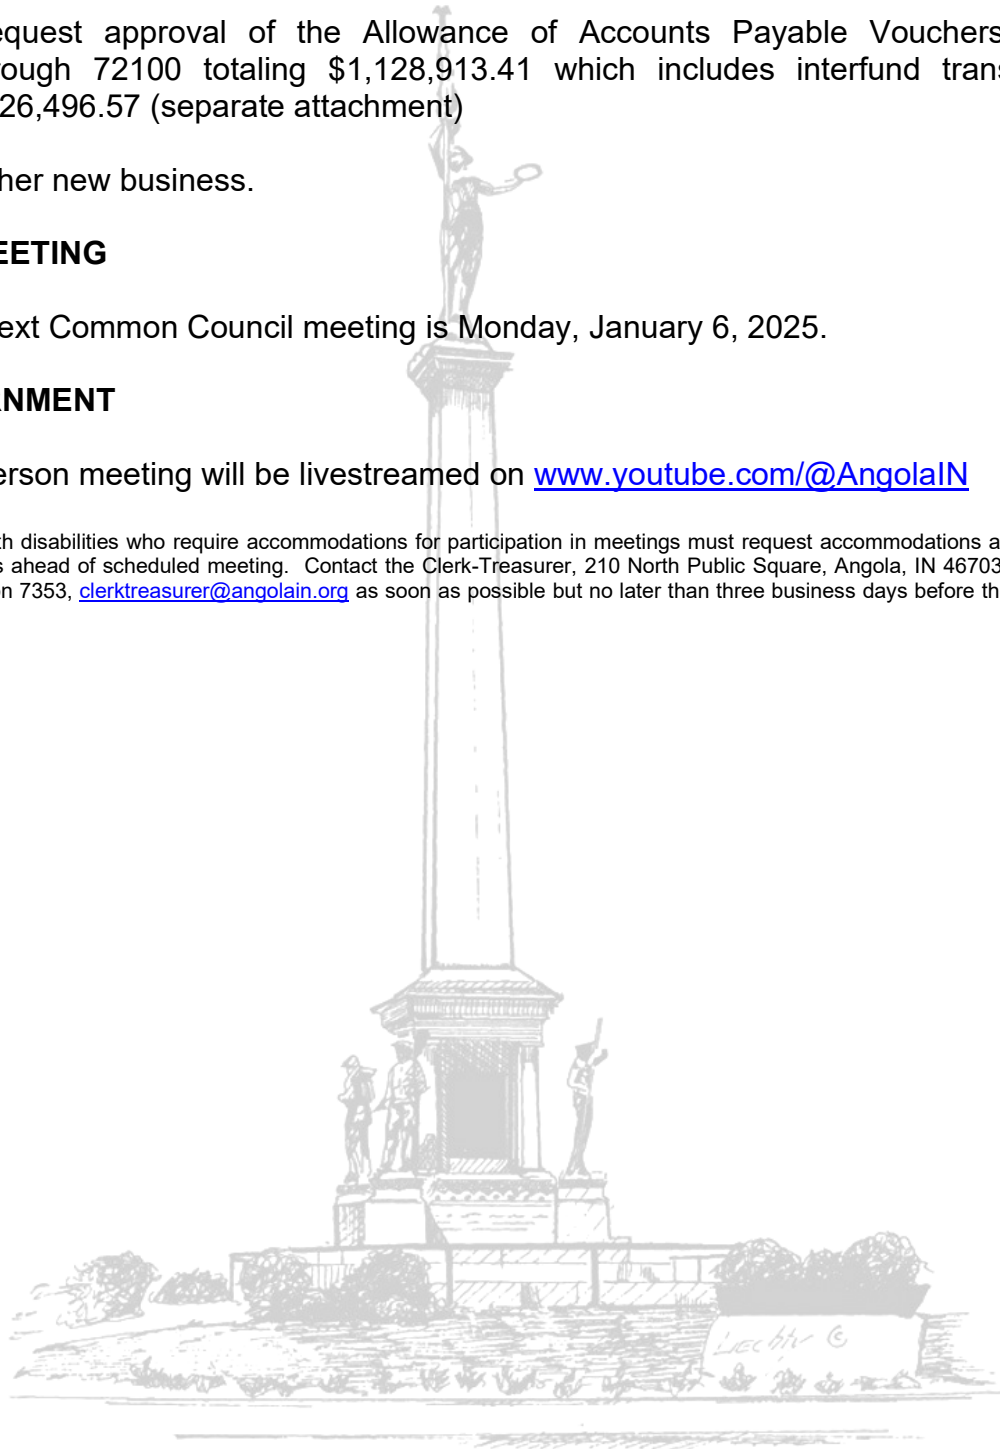 equest approval of the Allowance of Accounts Payable Vouchers
rough 72100 totaling $1,128,913.41 which includes interfund trans
26,496.57 (separate attachment)
her new business.
EETING
ext Common Council meeting is Monday, January 6, 2025.
RNMENT
erson meeting will be livestreamed on www.youtube.com/@AngolaIN
th disabilities who require accommodations for participation in meetings must request accommodations a
s ahead of scheduled meeting. Contact the Clerk-Treasurer, 210 North Public Square, Angola, IN 46703
on 7353, clerktreasurer@angolain.org as soon as possible but no later than three business days before th